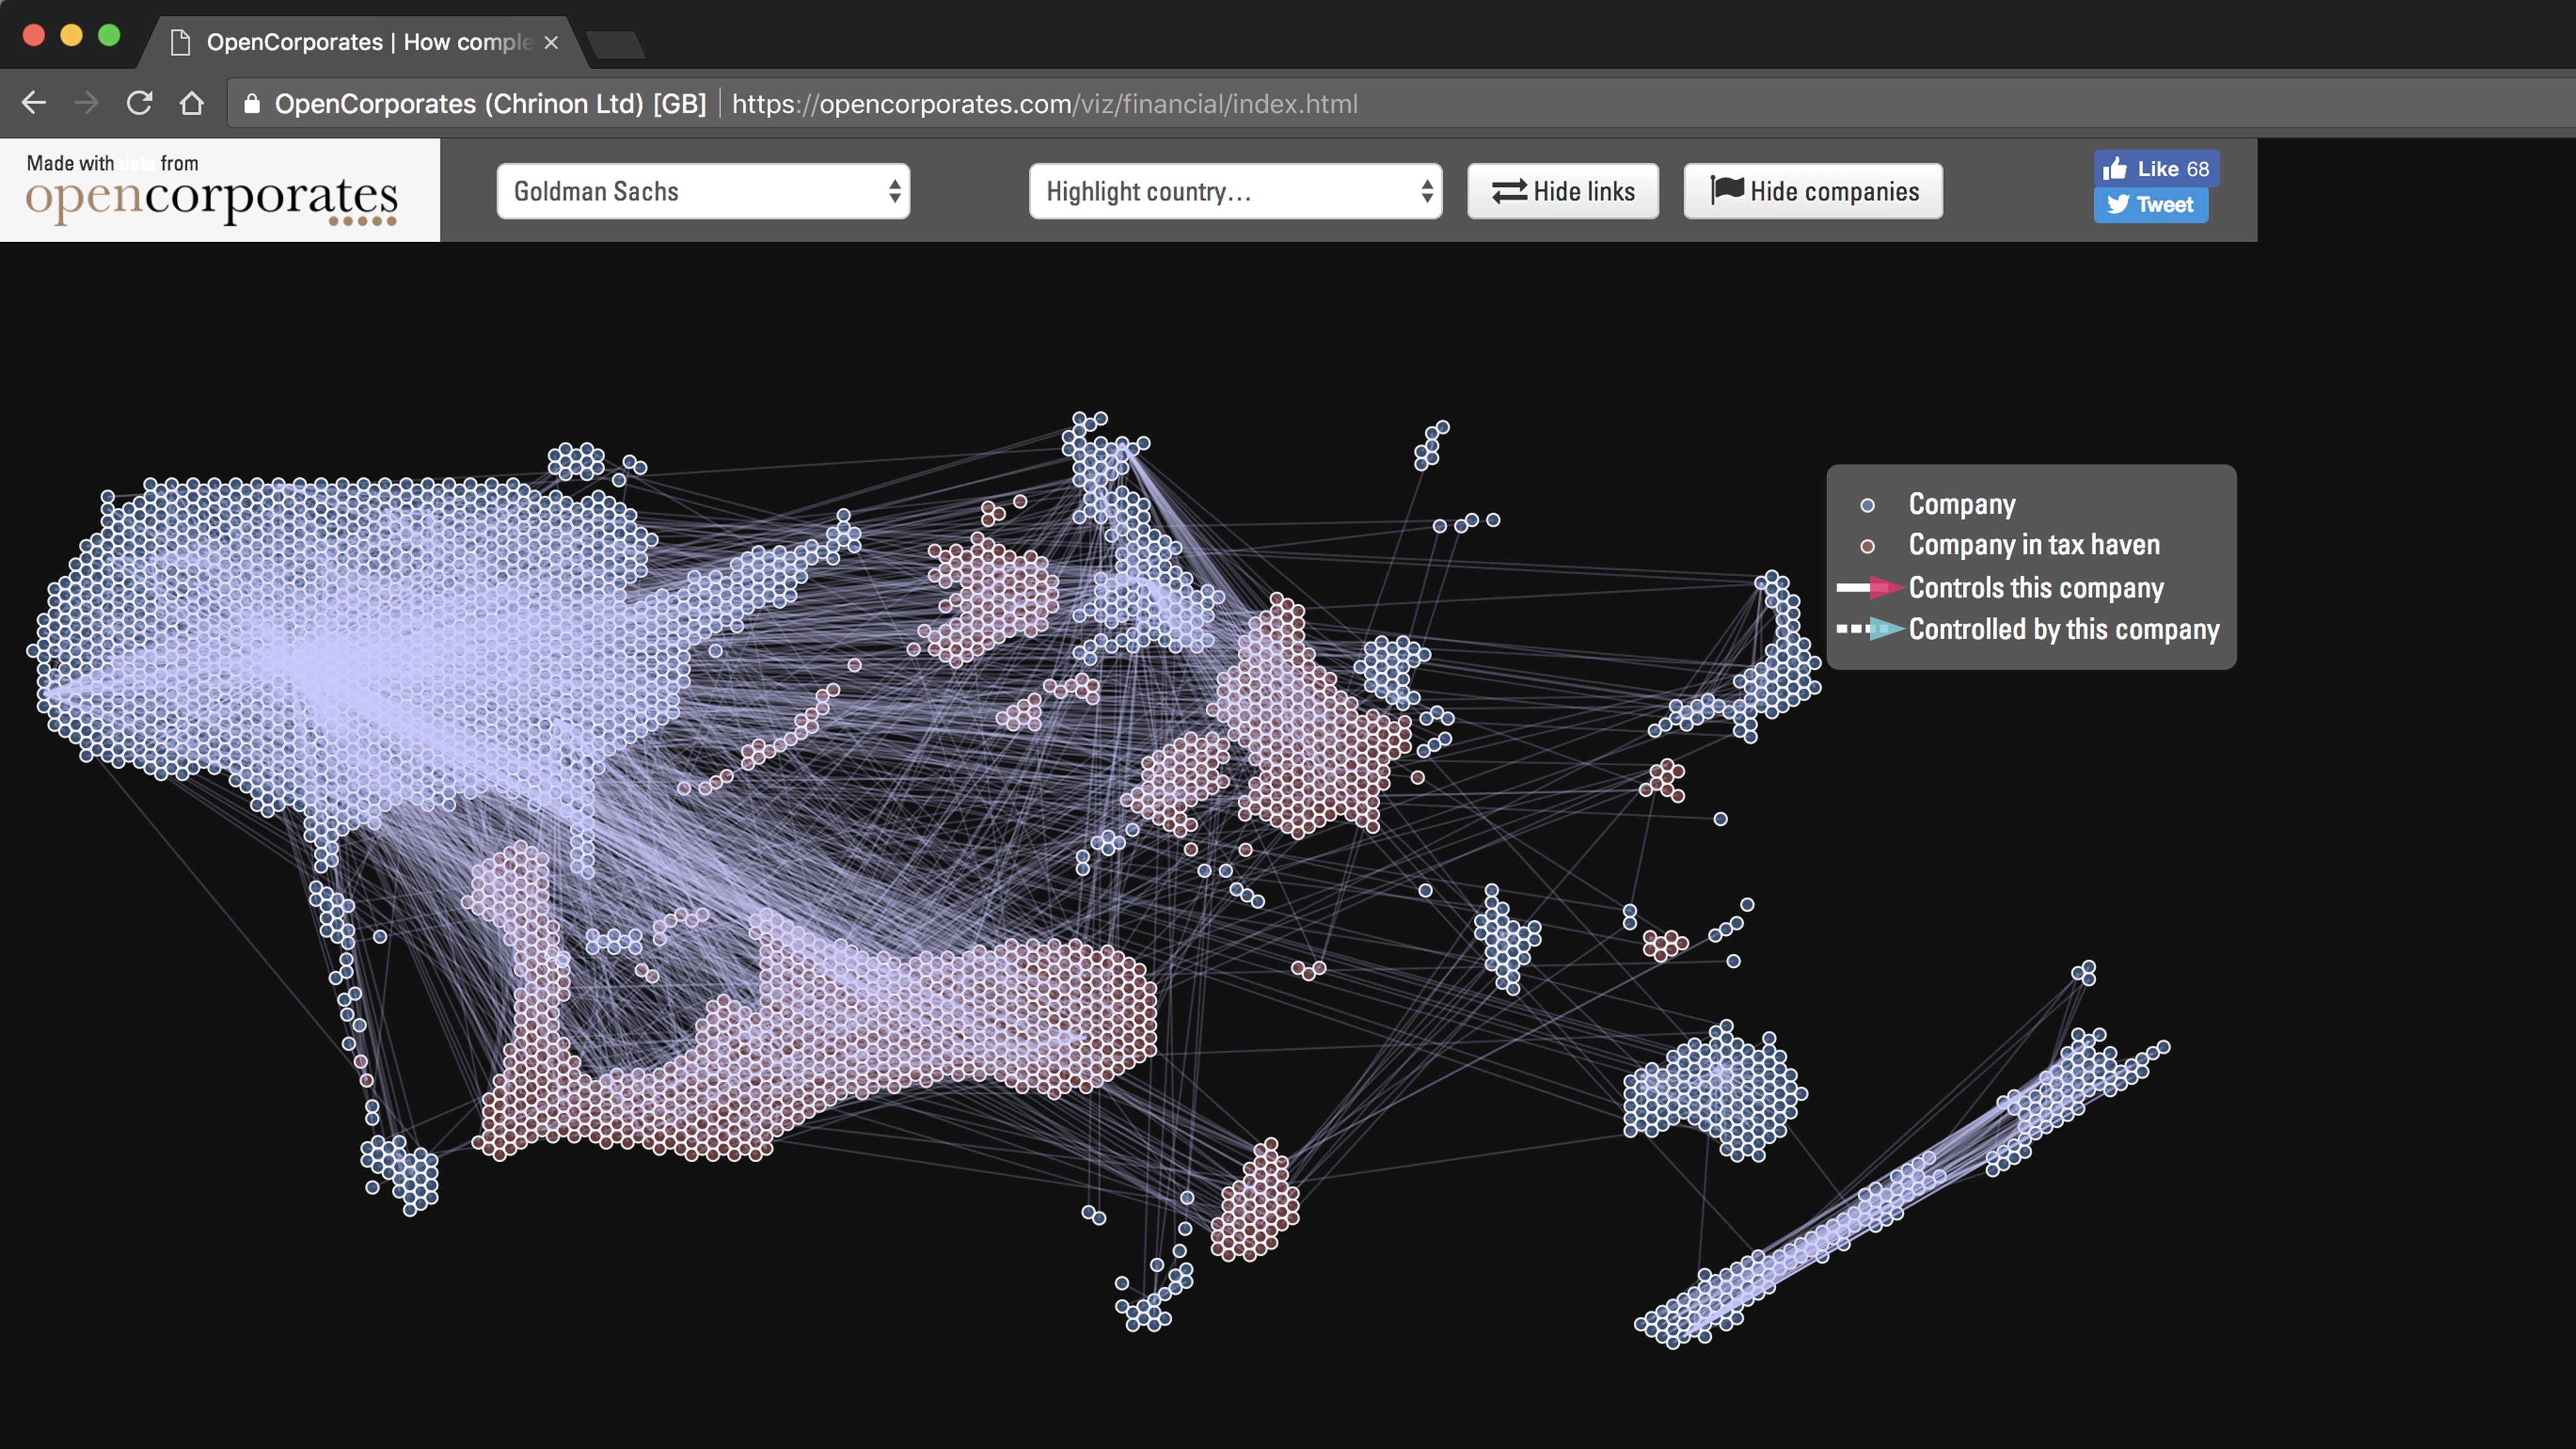 OpenCorporates | How comple
OpenCorporates (Chrinon Ltd) [GB] https://opencorporates.com/viz/financial/index.html
Made with data from
opencorporates
Goldman Sachs
Highlight country...
Hide links
Hide companies
Like 68
Tweet
Company
Company in tax haven
Controls this company
Controlled by this company